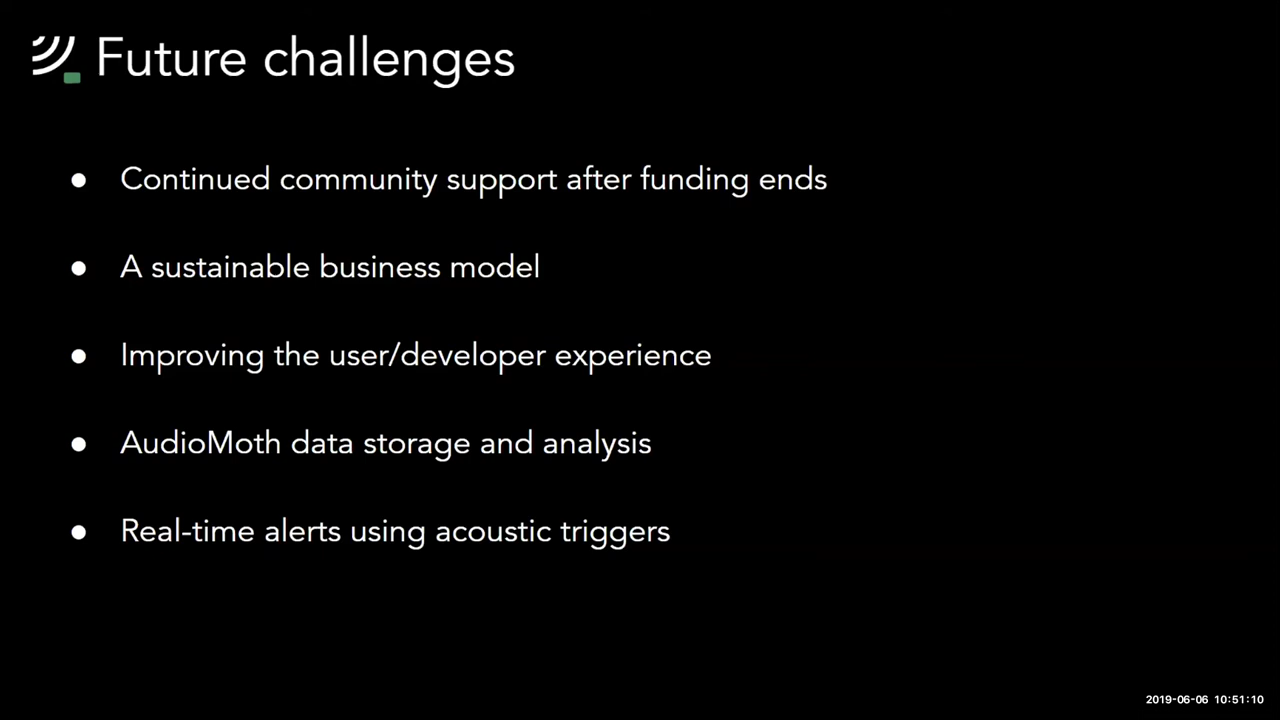 Future challenges
● Continued community support after funding ends
● A sustainable business model
● Improving the user/developer experience
● AudioMoth data storage and analysis
● Real-time alerts using acoustic triggers
2019-06-06 10:51:10